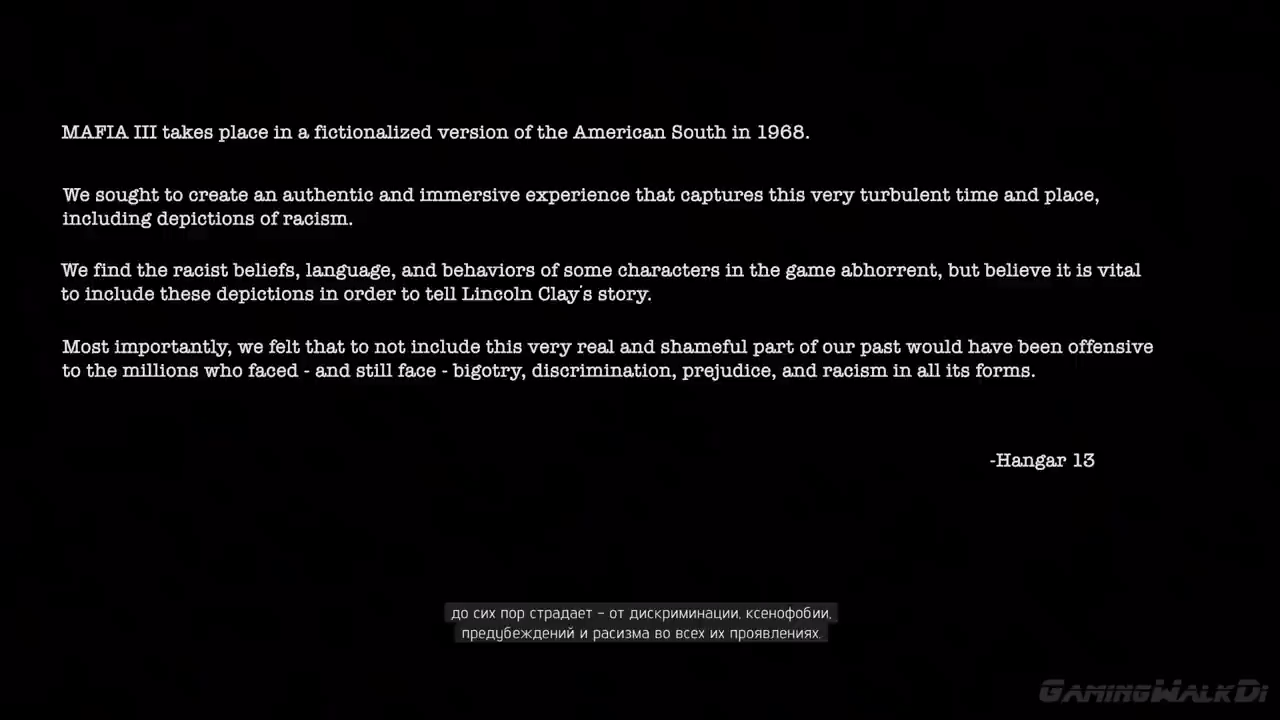 MAFIA III takes place in a fictionalized version of the American South in 1968.
We sought to create an authentic and immersive experience that captures this very turbulent time and place,
including depictions of racism.
We find the racist beliefs, language, and behaviors of some characters in the game abhorrent, but believe it is vital
to include these depictions in order to tell Lincoln Clay's story.
Most importantly, we felt that to not include this very real and shameful part of our past would have been offensive
to the millions who faced - and still face - bigotry, discrimination, prejudice, and racism in all its forms.
-Hangar 13
до сих пор страдает – от дискриминации, ксенофобии,
предубеждений и расизма во всех их проявлениях.
GamingWalkDi